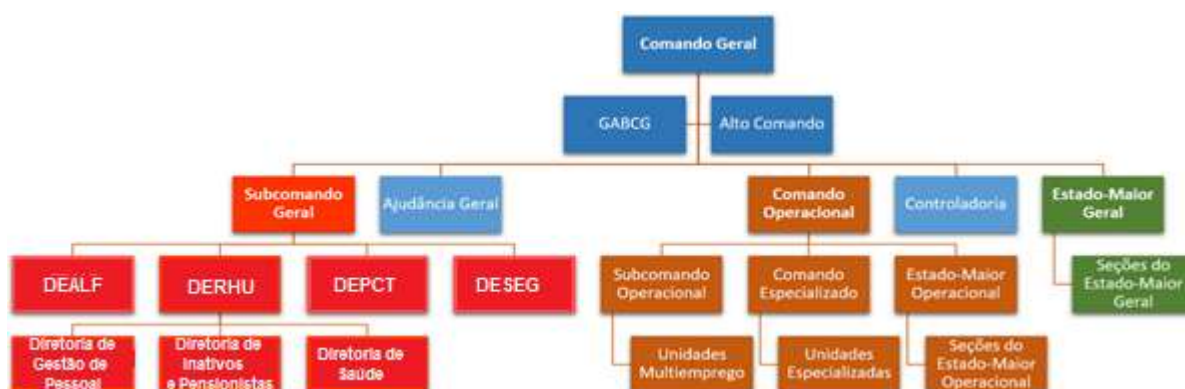 Comando Geral
GABCG
Alto Comando
Subcomando
Geral
Ajudância Geral
Comando
Operacional
Controladoria
Estado-Maior
Geral
DEALF
DERHU
DEPCT
DESEG
Subcomando
Operacional
Comando
Especializado
Estado-Maior
Operacional
Seções do
Estado-Maior
Geral
Diretoria de
Gestão de
Pessoal
Diretoria de
Inativos
e Pensionistas
Diretoria de
Saúde
Unidades
Multiemprego
Unidades
Especializadas
Seções do
Estado-Maior
Operacional